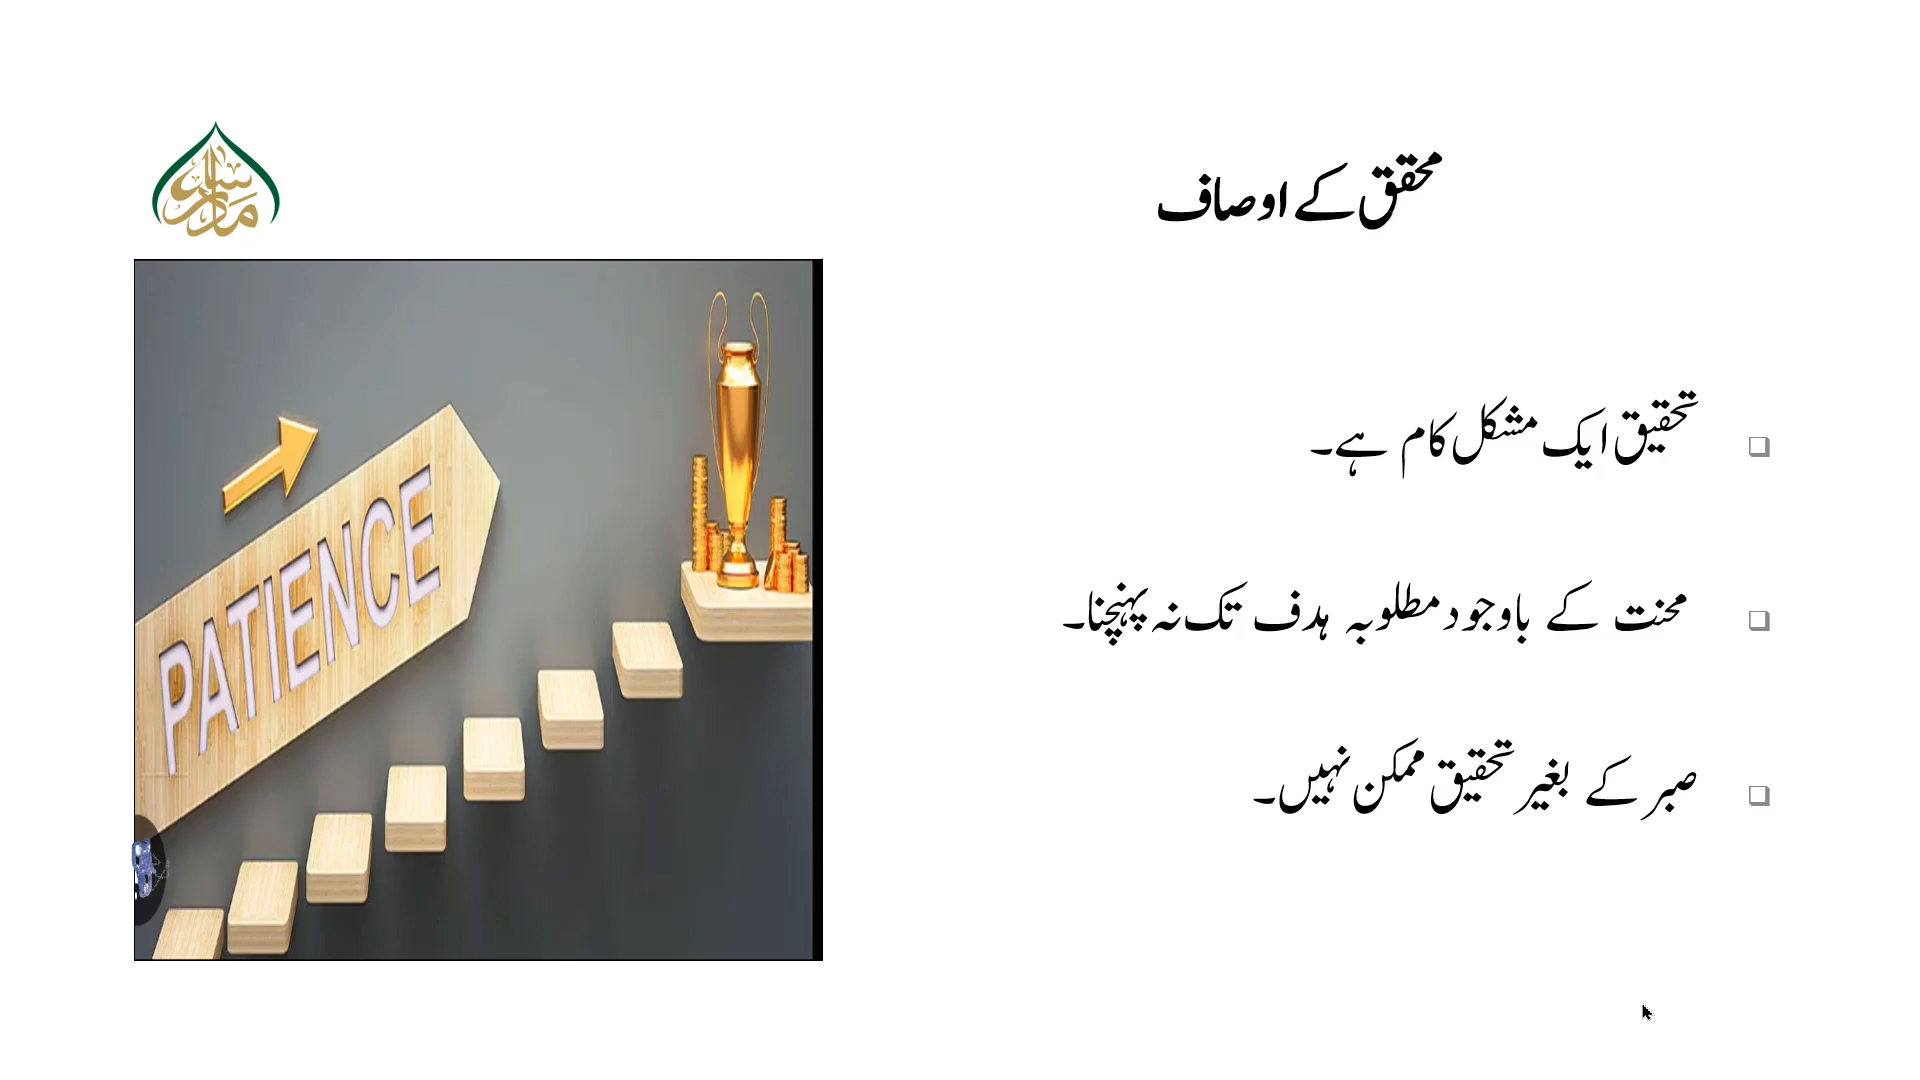 محقق کے اوصاف
تحقیق ایک مشکل کام ہے۔
محنت کے باوجود مطلوبہ ہدف تک نہ پہنچنا۔
صبر کے بغیر تحقیق ممکن نہیں۔
PATIENCE